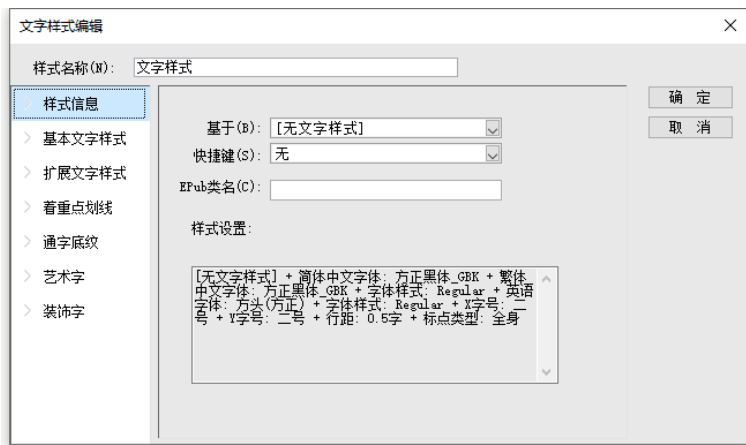 文字样式编辑
样式名称(N): 文字样式
样式信息
基本文字样式
扩展文字样式
着重点划线
通字底纹
艺术字
装饰字
基于(B): [无文字样式]
快捷键(S): 无
EPub类名(C):
样式设置:
[无文字样式] + 简体中文字体: 方正黑体_GBK + 繁体
中文字体: 方正黑体_GBK + 字体样式: Regular + 英语
字体: 方头(方正) + 字体样式: Regular + X字号: 二
号 + Y字号: 二号 + 行距: 0.5字 + 标点类型: 全身
确 定
取 消